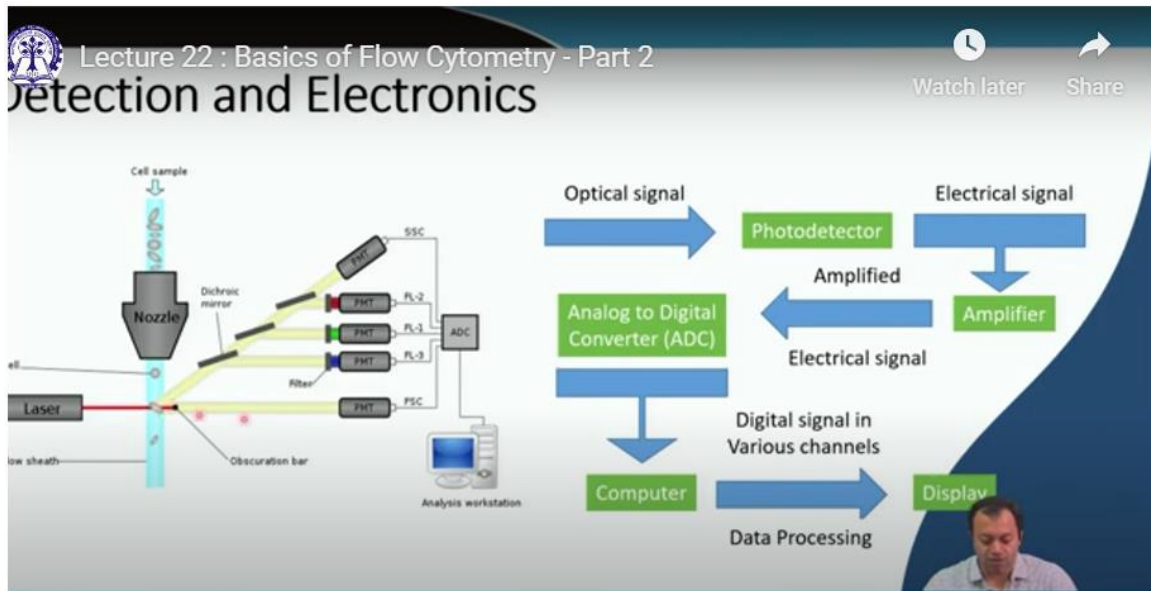 Lecture 22 : Basics of Flow Cytometry - Part 2
Watch later
Share
Detection and Electronics
Cell sample
Nozzle
Dichroic
mirror
PMT
SSC
PMT
FL-2
PMT
FL-1
PMT
FL-3
Filter
PMT
FSC
ADC
ell
Laser
ow sheath
Obscuration bar
Analysis workstation
Optical signal
Photodetector
Electrical signal
Amplifier
Amplified
Electrical signal
Analog to Digital
Converter (ADC)
Computer
Digital signal in
Various channels
Data Processing
Display